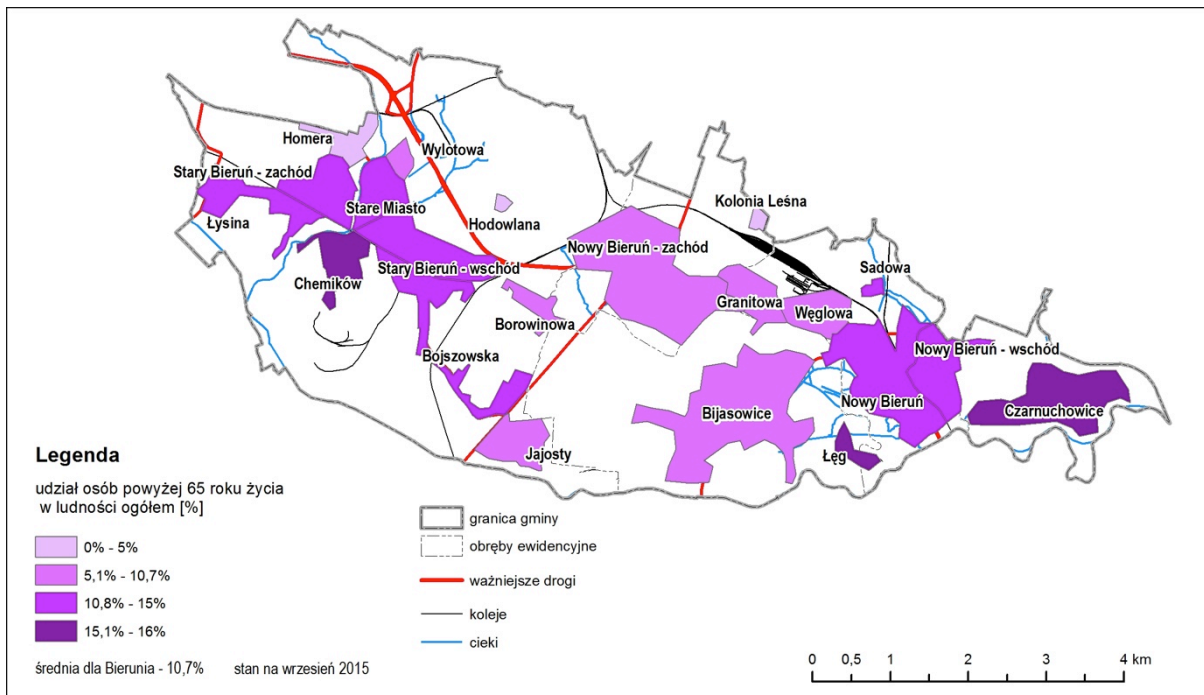 Homera
Wylotowa
Stary Bieruń - zachód
Kolonia Leśna
Łysina
Stare Miasto
Hodowlana
Nowy Bieruń - zachód
Sadowa
Chemików
Stary Bieruń - wschód
Granitowa
Węglowa
Borowinowa
Nowy Bieruń - wschód
Bojszowska
Bijasowice
Nowy Bieruń
Czarnuchowice
Jajosty
Łęg
Legenda
udział osób powyżej 65 roku życia
w ludności ogółem [%]
0% - 5%
5,1% - 10,7%
10,8% - 15%
15,1% - 16%
średnia dla Bierunia - 10,7% stan na wrzesień 2015
granica gminy
obręby ewidencyjne
ważniejsze drogi
koleje
cieki
0 0,5 1 2 3 4 km